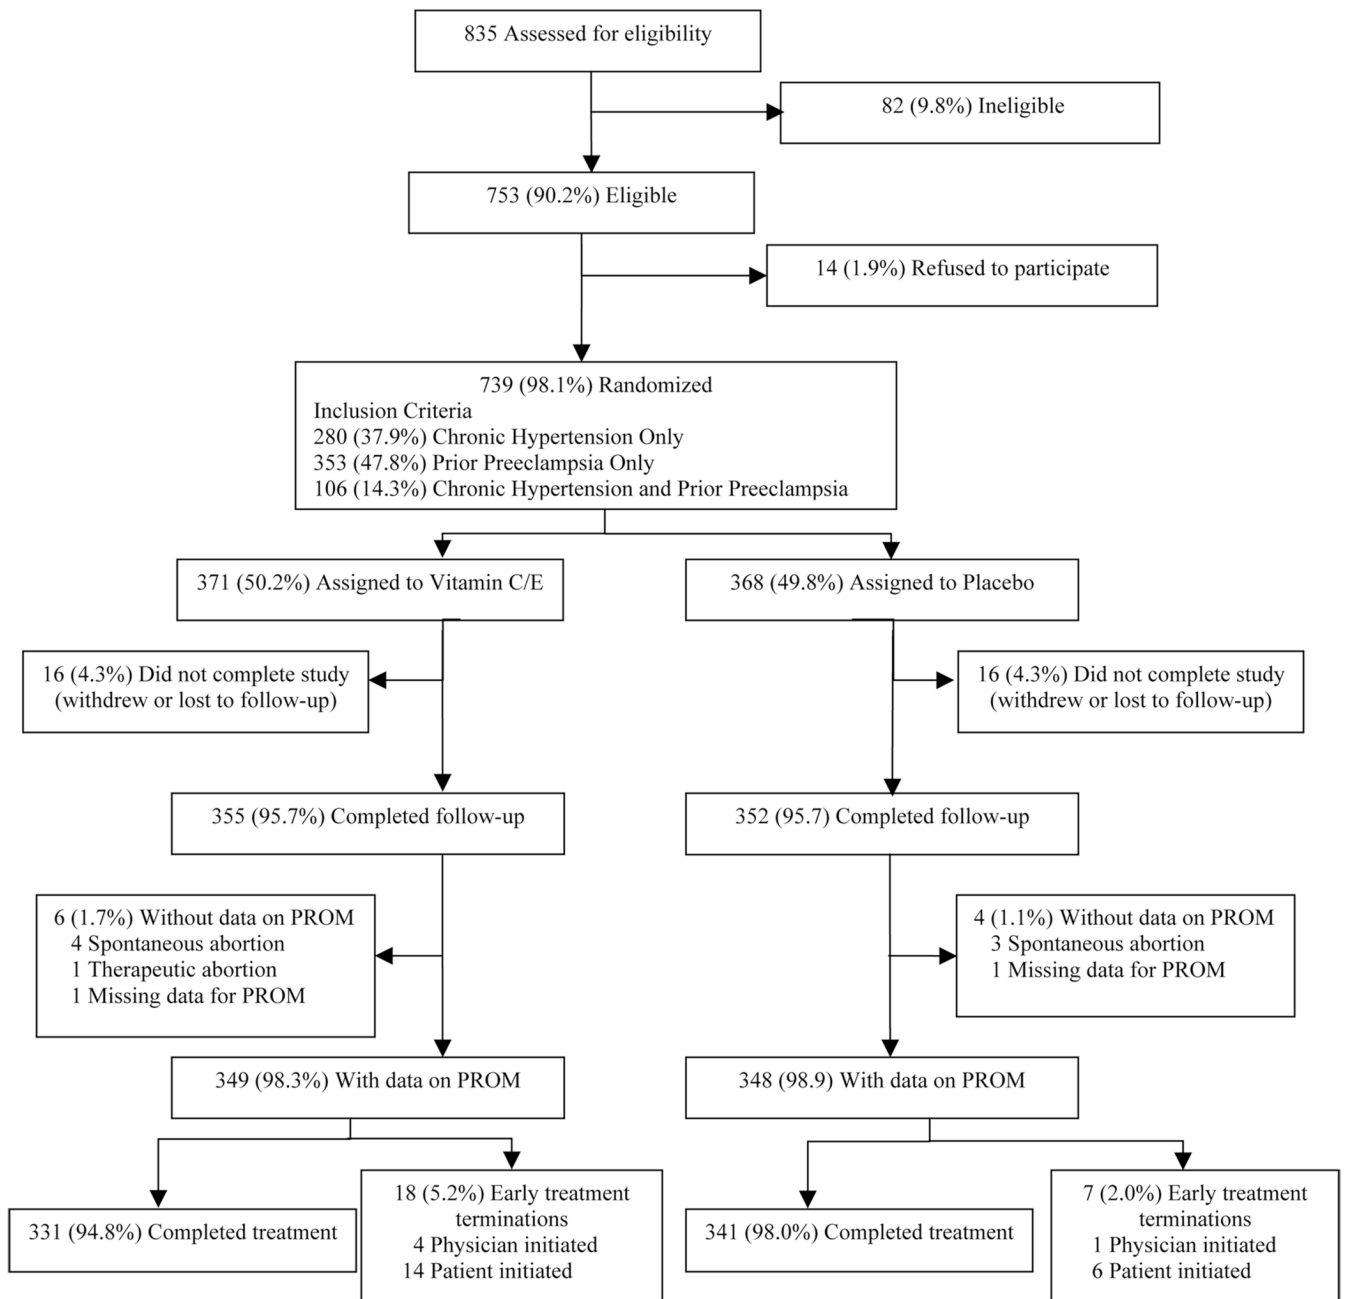 835 Assessed for eligibility
82 (9.8%) Ineligible
753 (90.2%) Eligible
14 (1.9%) Refused to participate
739 (98.1%) Randomized
Inclusion Criteria
280 (37.9%) Chronic Hypertension Only
353 (47.8%) Prior Preeclampsia Only
106 (14.3%) Chronic Hypertension and Prior Preeclampsia
371 (50.2%) Assigned to Vitamin C/E
368 (49.8%) Assigned to Placebo
16 (4.3%) Did not complete study
(withdrew or lost to follow-up)
16 (4.3%) Did not complete study
(withdrew or lost to follow-up)
355 (95.7%) Completed follow-up
352 (95.7) Completed follow-up
6 (1.7%) Without data on PROM
4 Spontaneous abortion
1 Therapeutic abortion
1 Missing data for PROM
4 (1.1%) Without data on PROM
3 Spontaneous abortion
1 Missing data for PROM
349 (98.3%) With data on PROM
348 (98.9) With data on PROM
331 (94.8%) Completed treatment
18 (5.2%) Early treatment
terminations
4 Physician initiated
14 Patient initiated
341 (98.0%) Completed treatment
7 (2.0%) Early treatment
terminations
1 Physician initiated
6 Patient initiated